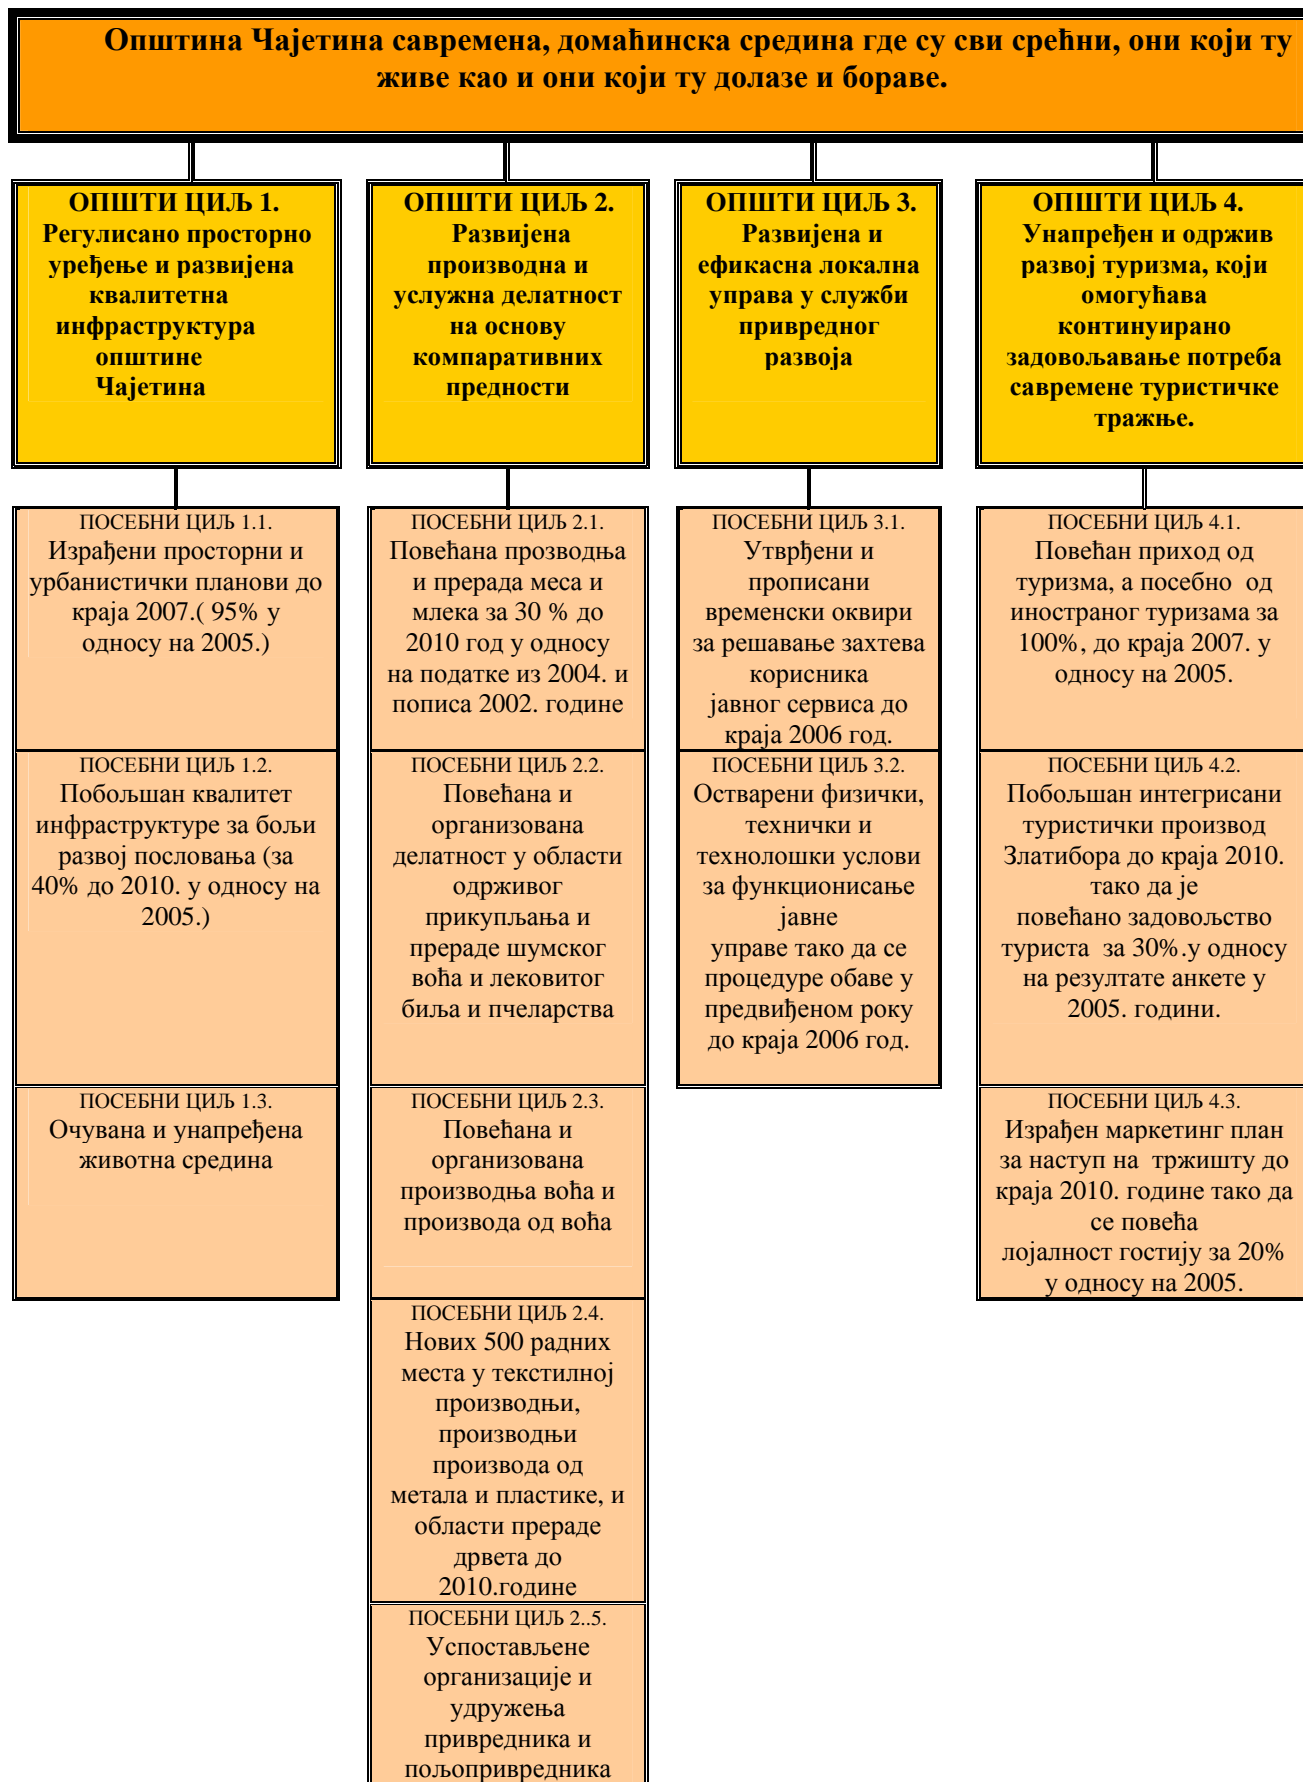 Општина Чајетина савремена, домаћинска средина где су сви срећни, они који ту
живе као и они који ту долазе и бораве.
ОПШТИ ЦИЉ 1.
Регулисано просторно
уређење и развијена
квалитетна
инфраструктура
општине
Чајетина
ОПШТИ ЦИЉ 2.
Развијена
производна и
услужна делатност
на основу
компаративних
предности
ОПШТИ ЦИЉ 3.
Развијена и
ефикасна локална
управа у служби
привредног
развоја
ОПШТИ ЦИЉ 4.
Унапређен и одржив
развој туризма, који
омогућава
континуирано
задовољавање потреба
савремене туристичке
тражње.
ПОСЕБНИ ЦИЉ 1.1.
Израђени просторни и
урбанистички планови до
краја 2007.( 95% у
односу на 2005.)
ПОСЕБНИ ЦИЉ 1.2.
Побољшан квалитет
инфраструктуре за бољи
развој пословања (за
40% до 2010. у односу на
2005.)
ПОСЕБНИ ЦИЉ 1.3.
Очувана и унапређена
животна средина
ПОСЕБНИ ЦИЉ 2.1.
Повећана прозводња
и прерада меса и
млека за 30 % до
2010 год у односу
на податке из 2004. и
пописа 2002. године
ПОСЕБНИ ЦИЉ 2.2.
Повећана и
организована
делатност у области
одрживог
прикупљања и
прераде шумског
воћа и лековитог
биља и пчеларства
ПОСЕБНИ ЦИЉ 2.3.
Повећана и
организована
производња воћа и
производа од воћа
ПОСЕБНИ ЦИЉ 2.4.
Нових 500 радних
места у текстилној
производњи,
производњи
производа од
метала и пластике, и
области прераде
дрвета до
2010.године
ПОСЕБНИ ЦИЉ 2..5.
Успостављене
организације и
удружења
привредника и
пољопривредника
ПОСЕБНИ ЦИЉ 3.1.
Утврђени и
прописани
временски оквири
за решавање захтева
корисника
јавног сервиса до
краја 2006 год.
ПОСЕБНИ ЦИЉ 3.2.
Остварени физички,
технички и
технолошки услови
за функционисање
јавне
управе тако да се
процедуре обаве у
предвиђеном року
до краја 2006 год.
ПОСЕБНИ ЦИЉ 4.1.
Повећан приход од
туризма, а посебно од
иностраног туризама за
100%, до краја 2007. у
односу на 2005.
ПОСЕБНИ ЦИЉ 4.2.
Побољшан интегрисани
туристички производ
Златибора до краја 2010.
тако да је
повећано задовољство
туриста за 30%.у односу
на резултате анкете у
2005. години.
ПОСЕБНИ ЦИЉ 4.3.
Израђен маркетинг план
за наступ на тржишту до
краја 2010. године тако да
се повећа
лојалност гостију за 20%
у односу на 2005.